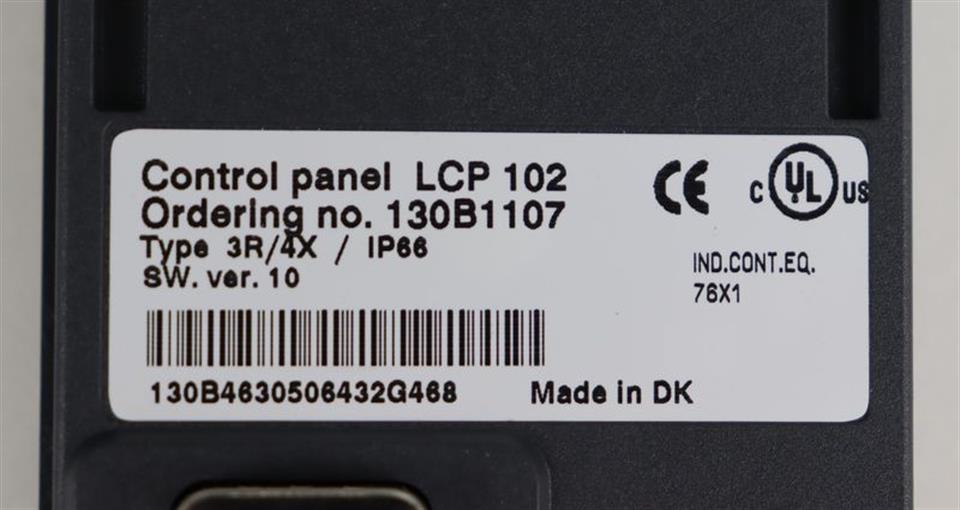 Control panel LCP 102
Ordering no. 130B1107
Type 3R/4X / IP66
SW. ver. 10
CE
C UL US
IND.CONT.EQ.
76X1
130B4630506432G468
Made in DK